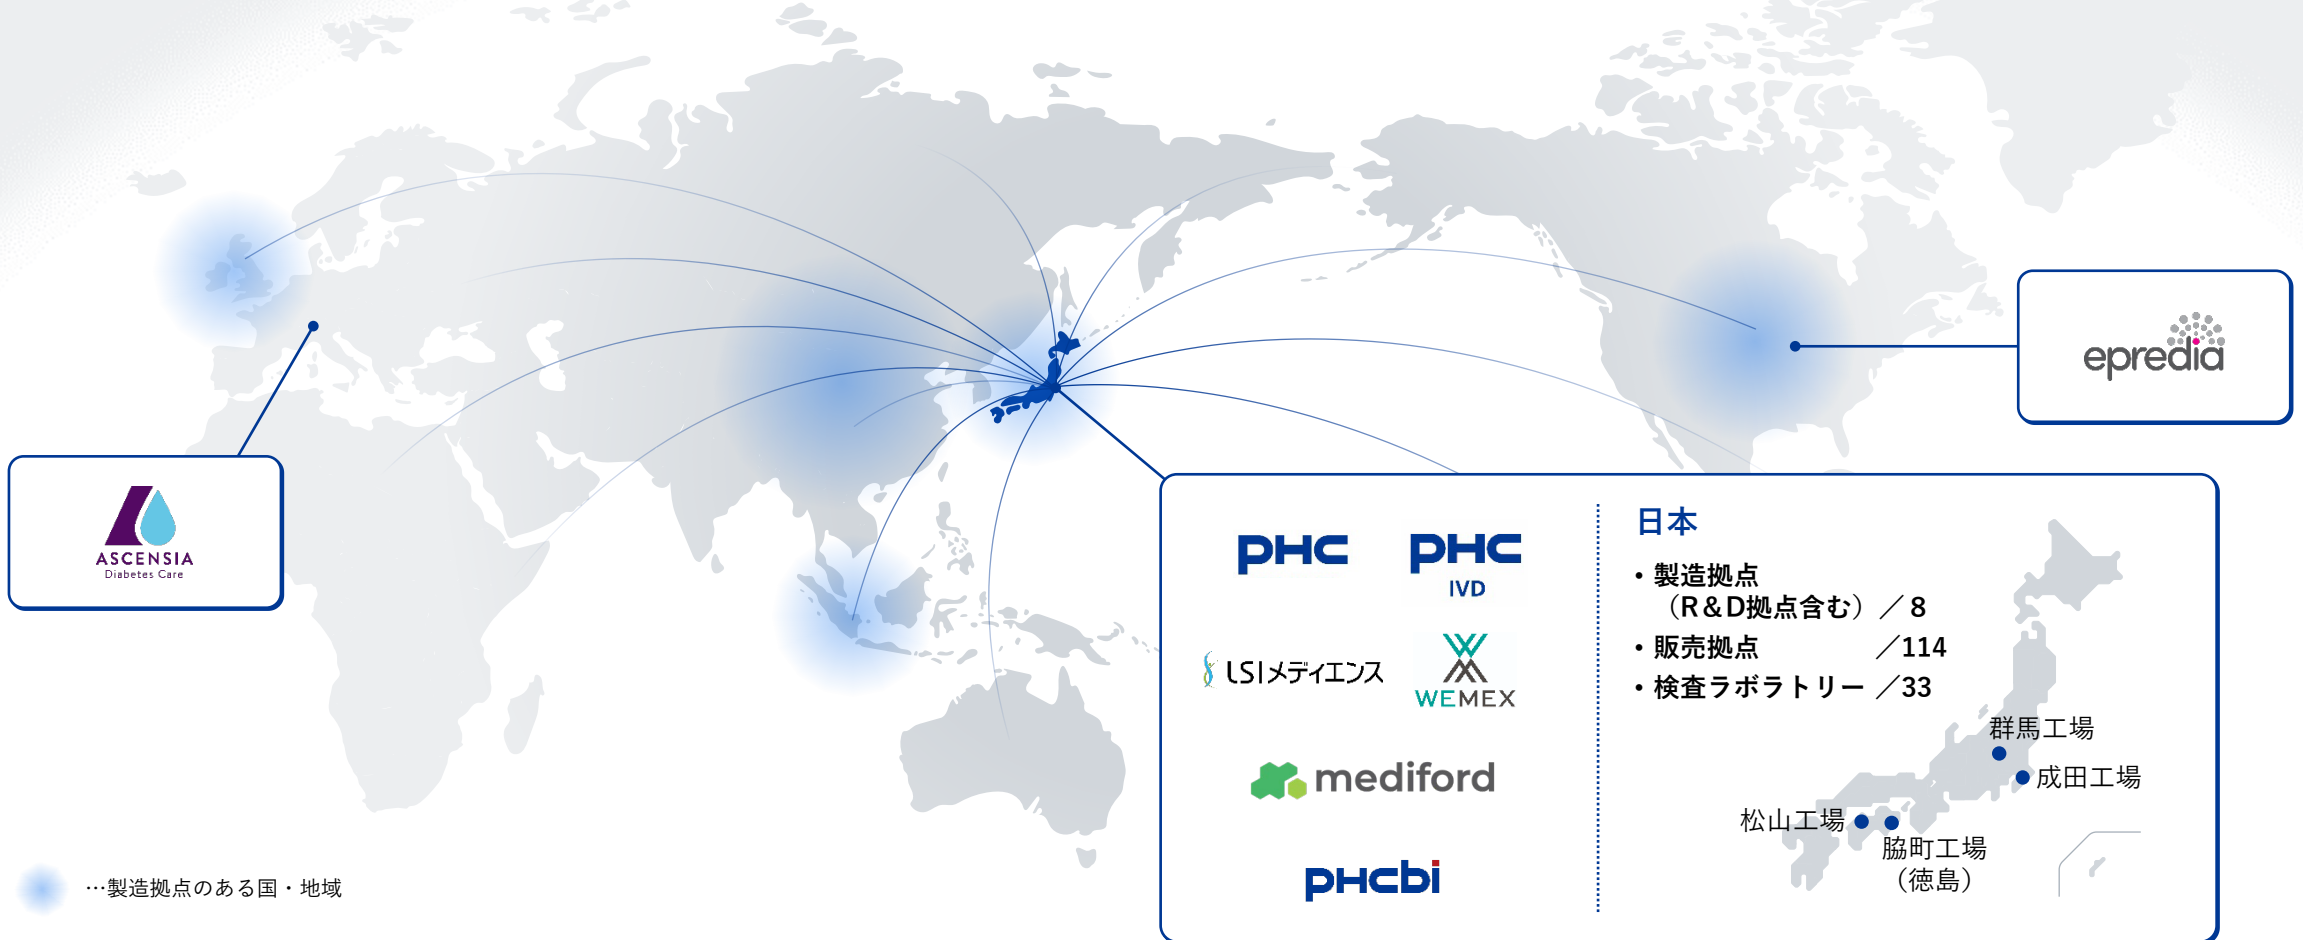 epredia
ASCENSIA
Diabetes Care
PHC
PHC
IVD
LSIメディエンス
WEMEX
mediford
PHCbi
日本
・製造拠点
（R＆D拠点含む）／ 8
・販売拠点 ／114
・検査ラボラトリー ／33
群馬工場
成田工場
松山工場
脇町工場
（徳島）
…製造拠点のある国・地域